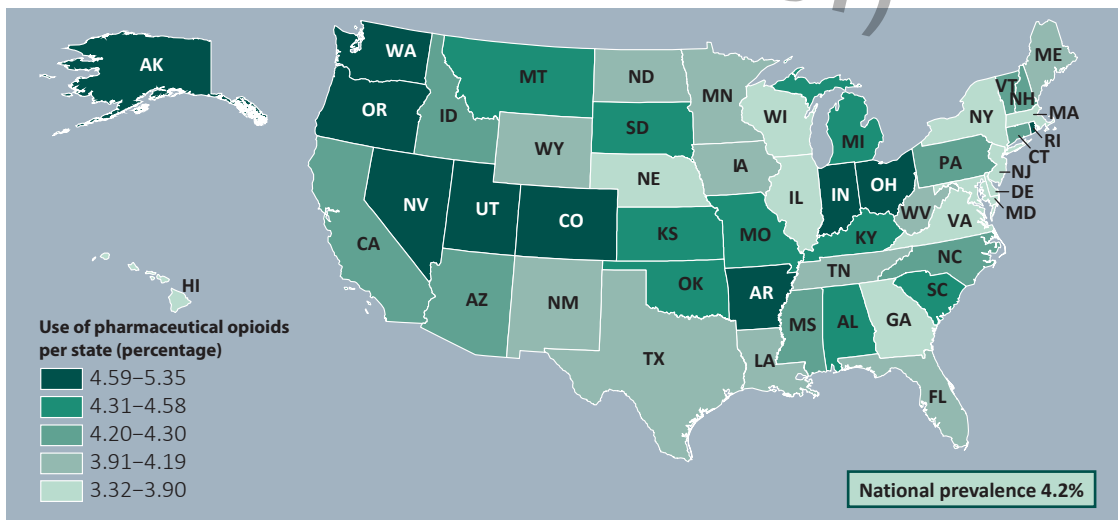 AK
WA
OR
ID
MT
WY
NV
UT
CO
CA
AZ
NM
ND
SD
NE
KS
OK
TX
MN
IA
MO
AR
LA
WI
IL
MI
IN
OH
KY
TN
MS
AL
GA
FL
SC
NC
VA
WV
PA
NY
VT
NH
ME
MA
RI
CT
NJ
DE
MD
HI
Use of pharmaceutical opioids
per state (percentage)
4.59–5.35
4.31–4.58
4.20–4.30
3.91–4.19
3.32–3.90
National prevalence 4.2%